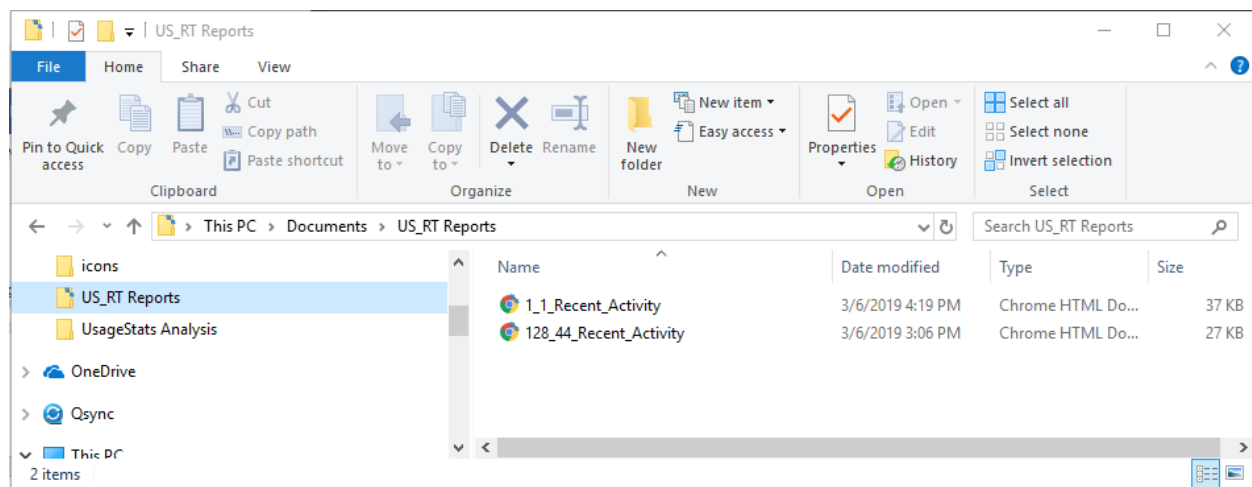 US_RT Reports
File Home Share View
Pin to Quick access
Copy
Paste
Cut
W... Copy path
Paste shortcut
Clipboard
Move to
Copy to
Delete
Rename
Organize
New folder
New item
Easy access
New
Properties
Open
Edit
History
Open
Select all
Select none
Invert selection
Select
This PC > Documents > US_RT Reports
Search US_RT Reports
icons
US_RT Reports
UsageStats Analysis
OneDrive
Qsync
This PC
Name Date modified Type Size
1_1_Recent_Activity 3/6/2019 4:19 PM Chrome HTML Do... 37 KB
128_44_Recent_Activity 3/6/2019 3:06 PM Chrome HTML Do... 27 KB
2 items